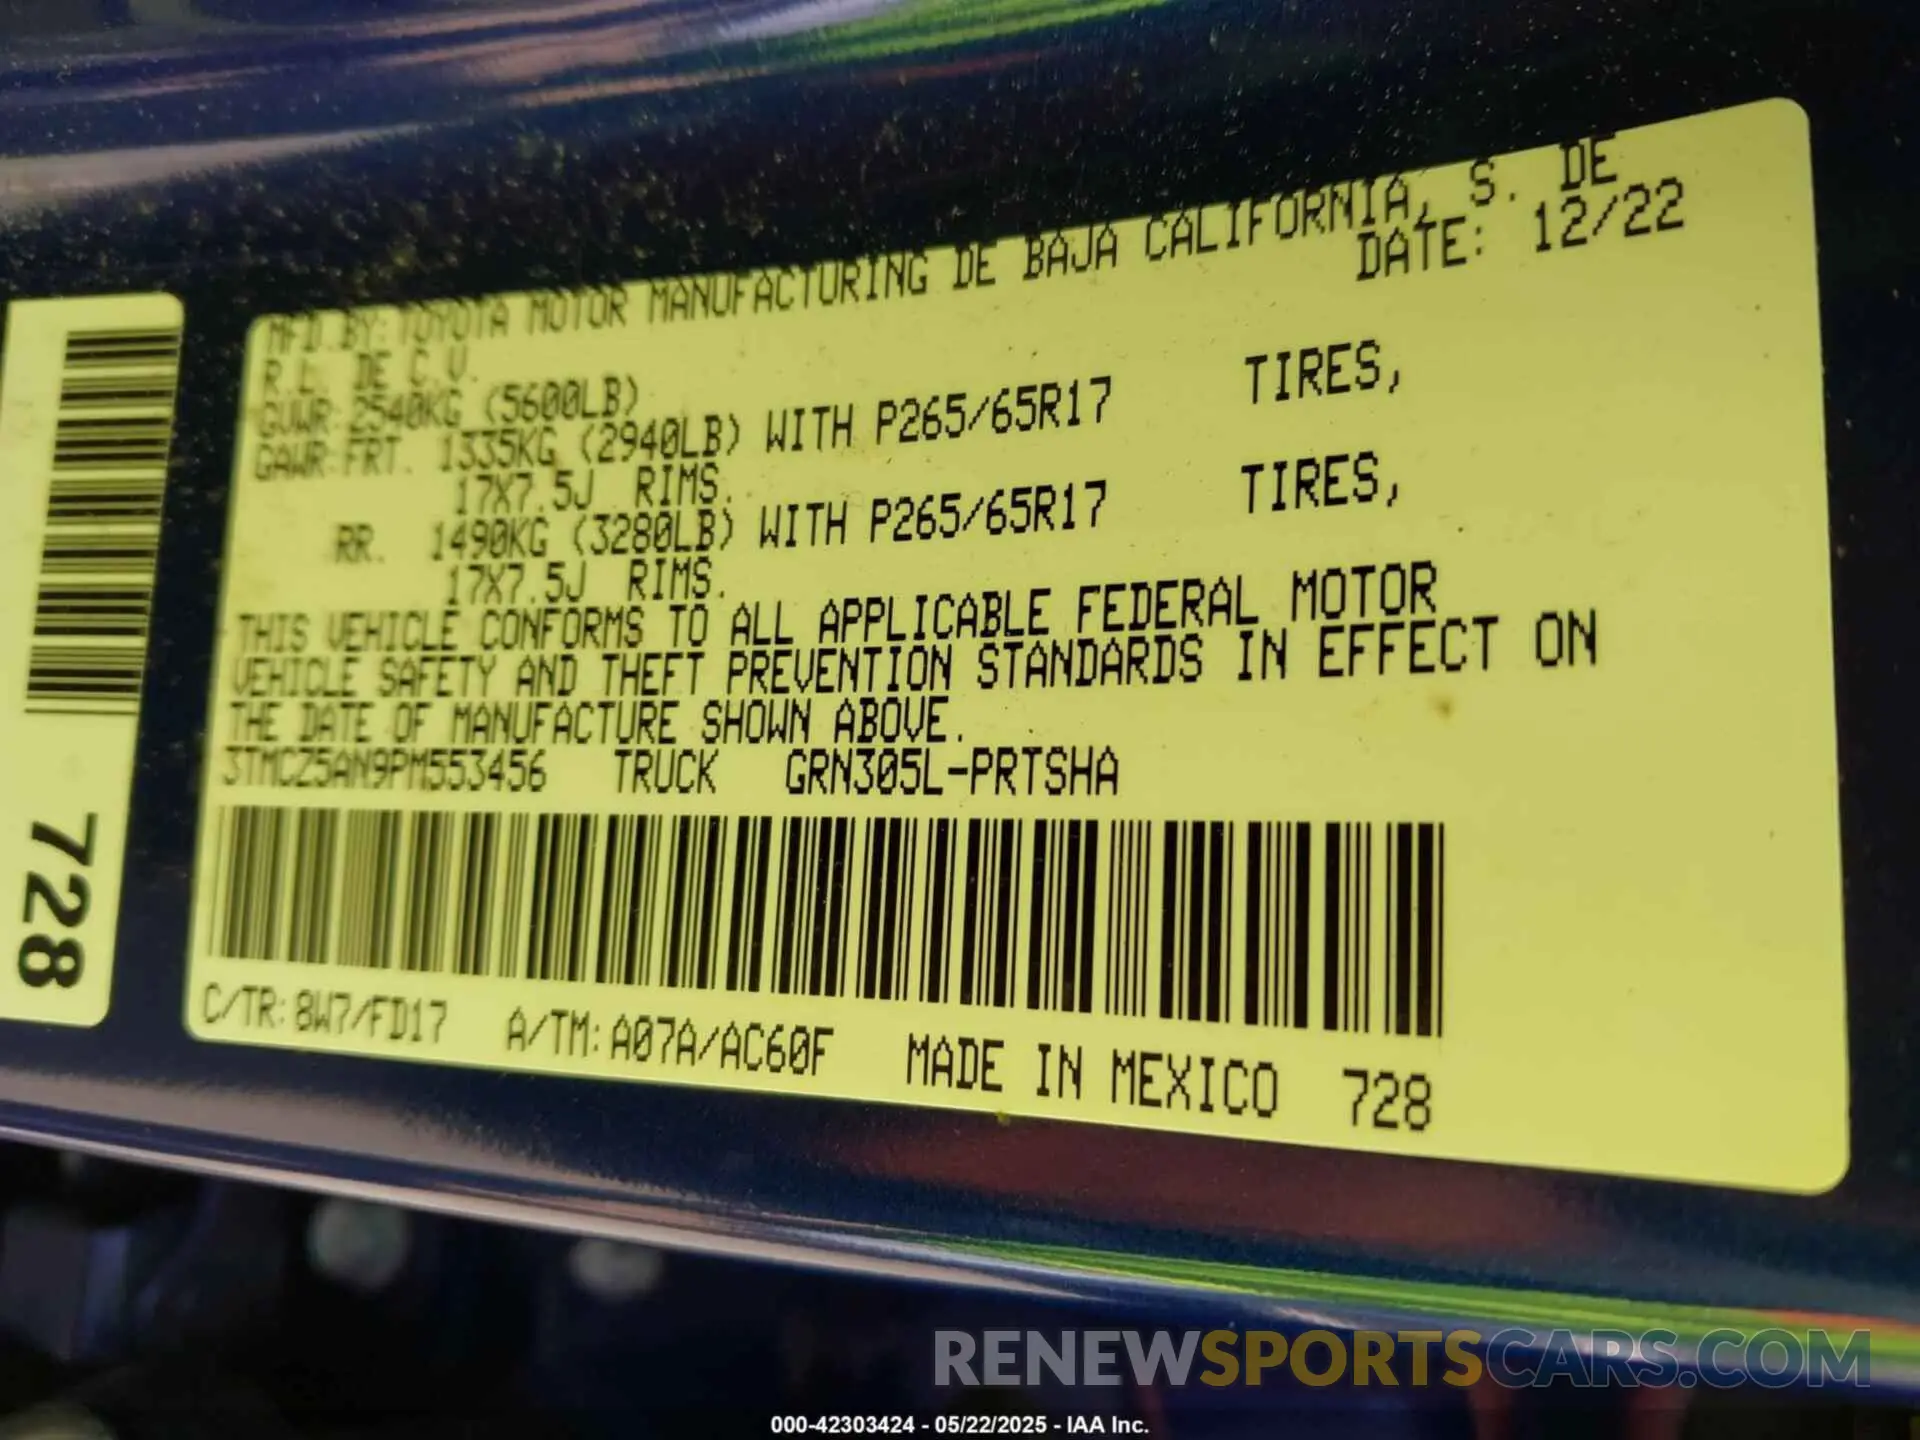 MFD. BY: TOYOTA MOTOR MANUFACTURING DE BAJA CALIFORNIA, S. DE
R.L. DE C.V. DATE: 12/22
GVWR: 2540KG (5600LB)
GAWR: FRT. 1335KG (2940LB) WITH P265/65R17 TIRES,
17X7.5J RIMS.
RR. 1490KG (3280LB) WITH P265/65R17 TIRES,
17X7.5J RIMS.
THIS VEHICLE CONFORMS TO ALL APPLICABLE FEDERAL MOTOR
VEHICLE SAFETY AND THEFT PREVENTION STANDARDS IN EFFECT ON
THE DATE OF MANUFACTURE SHOWN ABOVE.
3TMCZ5AN9PM553456 TRUCK GRN305L-PRTSHA
C/TR: 8W7/FD17 A/TM: A07A/AC60F MADE IN MEXICO 728
728
RENEWSPORTSCARS.COM
000-42303424 - 05/22/2025 - IAA Inc.